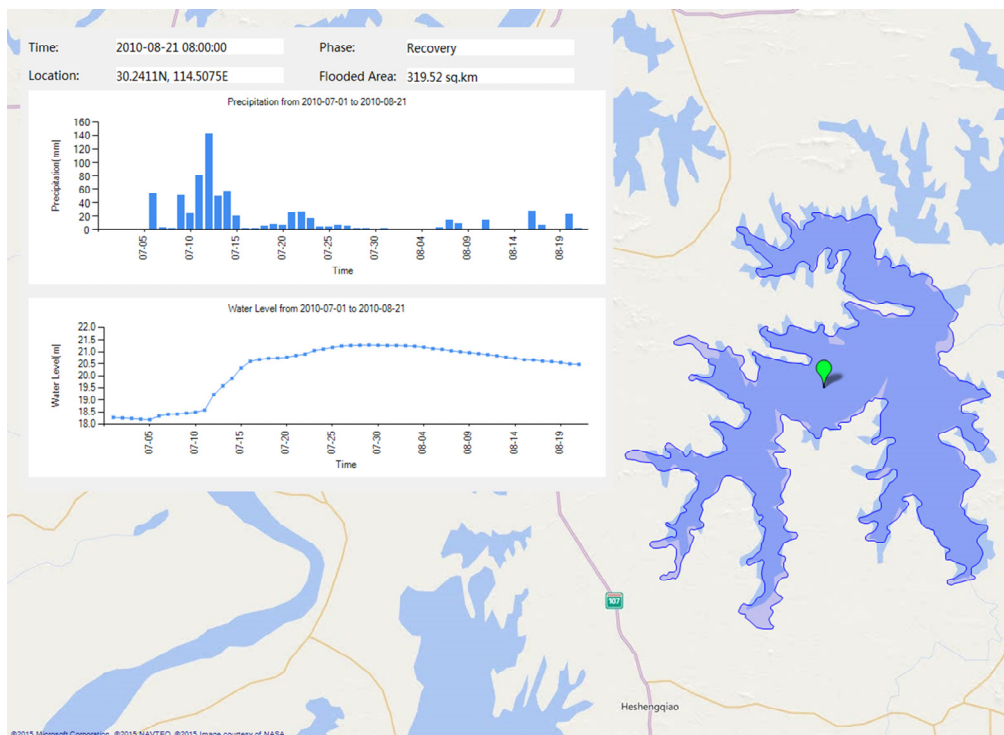 Time: 2010-08-21 08:00:00 Phase: Recovery
Location: 30.2411N, 114.5075E Flooded Area: 319.52 sq.km
Precipitation from 2010-07-01 to 2010-08-21
Precipitation[mm]
160
140
120
100
80
60
40
20
0
07-05 07-10 07-15 07-20 07-25 07-30 08-04 08-09 08-14 08-19
Time
Water Level from 2010-07-01 to 2010-08-21
Water Level[m]
22.0
21.5
21.0
20.5
20.0
19.5
19.0
18.5
18.0
07-05 07-10 07-15 07-20 07-25 07-30 08-04 08-09 08-14 08-19
Time
107
Heshengqiao
©2015 Microsoft Corporation, ©2015 NAVTEQ, ©2015 Image courtesy of NASA